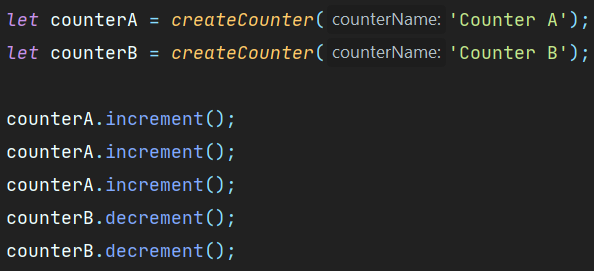 let counterA = createCounter( counterName: 'Counter A');
let counterB = createCounter( counterName: 'Counter B');
counterA.increment();
counterA.increment();
counterA.increment();
counterB.decrement();
counterB.decrement();